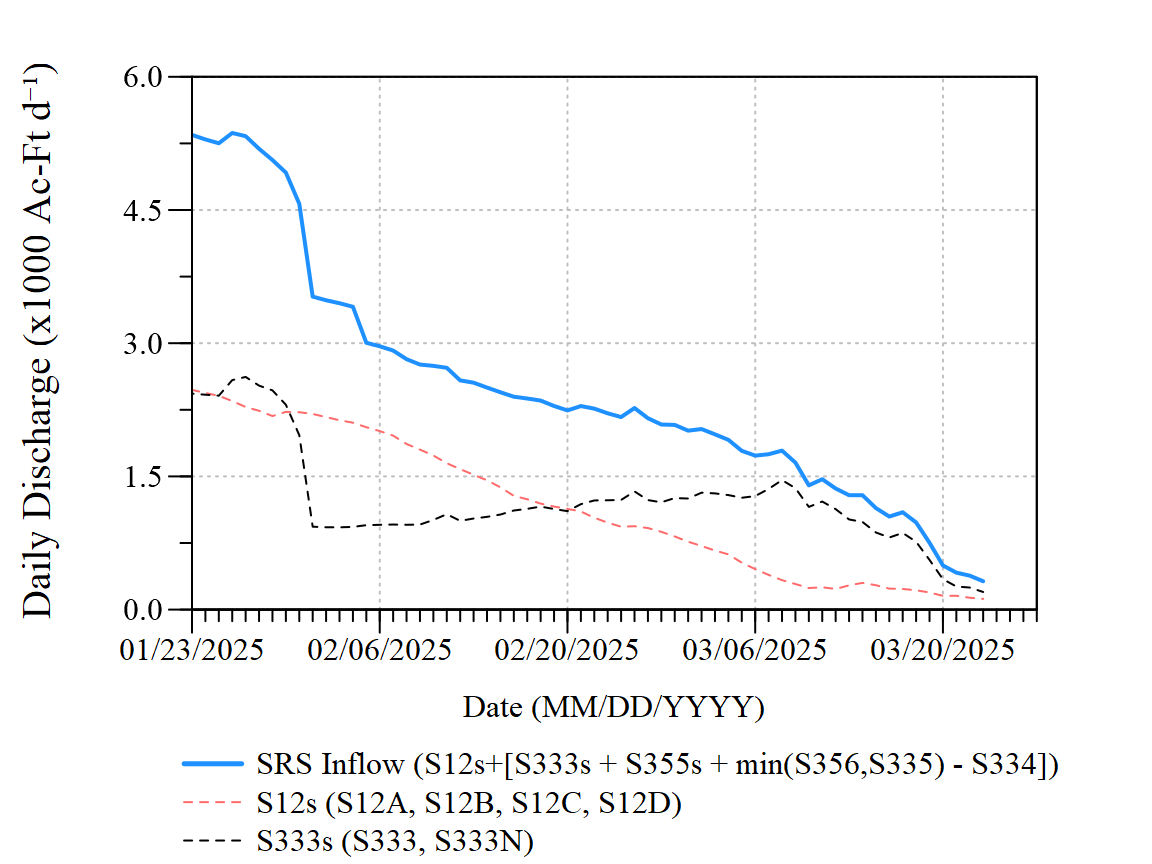 Daily Discharge (x1000 Ac-Ft d⁻¹)
6.0
4.5
3.0
1.5
0.0
01/23/2025 02/06/2025 02/20/2025 03/06/2025 03/20/2025
Date (MM/DD/YYYY)
SRS Inflow (S12s+[S333s + S355s + min(S356,S335) - S334])
S12s (S12A, S12B, S12C, S12D)
S333s (S333, S333N)